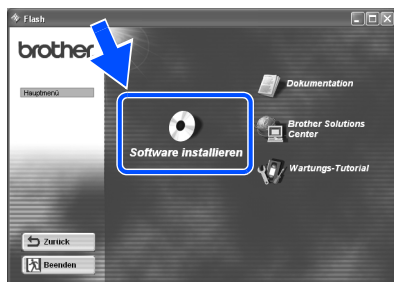 Flash
brother
Hauptmenü
Dokumentation
Brother Solutions
Center
Software installieren
Wartungs-Tutorial
Zurück
Beenden